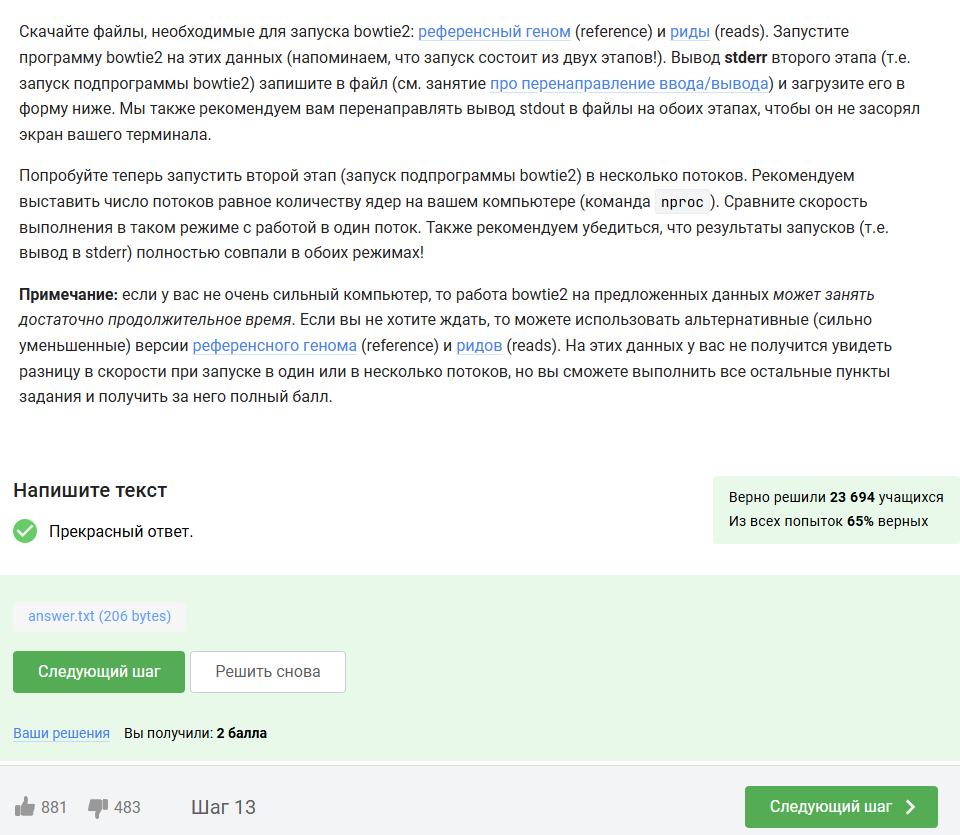 Скачайте файлы, необходимые для запуска bowtie2: референсный геном (reference) и риды (reads). Запустите
программу bowtie2 на этих данных (напоминаем, что запуск состоит из двух этапов!). Вывод stderr второго этапа (т.е.
запуск подпрограммы bowtie2) запишите в файл (см. занятие про перенаправление ввода/вывода) и загрузите его в
форму ниже. Мы также рекомендуем вам перенаправлять вывод stdout в файлы на обоих этапах, чтобы он не засорял
экран вашего терминала.
Попробуйте теперь запустить второй этап (запуск подпрограммы bowtie2) в несколько потоков. Рекомендуем
выставить число потоков равное количеству ядер на вашем компьютере (команда nproc ). Сравните скорость
выполнения в таком режиме с работой в один поток. Также рекомендуем убедиться, что результаты запусков (т.е.
вывод в stderr) полностью совпали в обоих режимах!
Примечание: если у вас не очень сильный компьютер, то работа bowtie2 на предложенных данных может занять
достаточно продолжительное время. Если вы не хотите ждать, то можете использовать альтернативные (сильно
уменьшенные) версии референсного генома (reference) и ридов (reads). На этих данных у вас не получится увидеть
разницу в скорости при запуске в один или в несколько потоков, но вы сможете выполнить все остальные пункты
задания и получить за него полный балл.
Напишите текст
Верно решили 23 694 учащихся
Из всех попыток 65% верных
Прекрасный ответ.
answer.txt (206 bytes)
Следующий шаг
Решить снова
Ваши решения Вы получили: 2 балла
881 483 Шаг 13 Следующий шаг